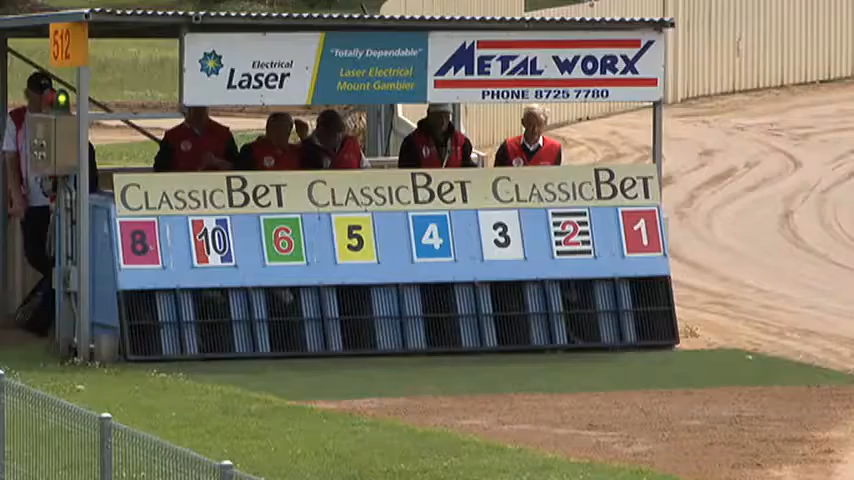 512
Electrical
Laser
"Totally Dependable"
Laser Electrical
Mount Gambier
METAL WORX
PHONE 8725 7780
CLASSICBET CLASSICBET CLASSICBET
8 10 6 5 4 3 2 1